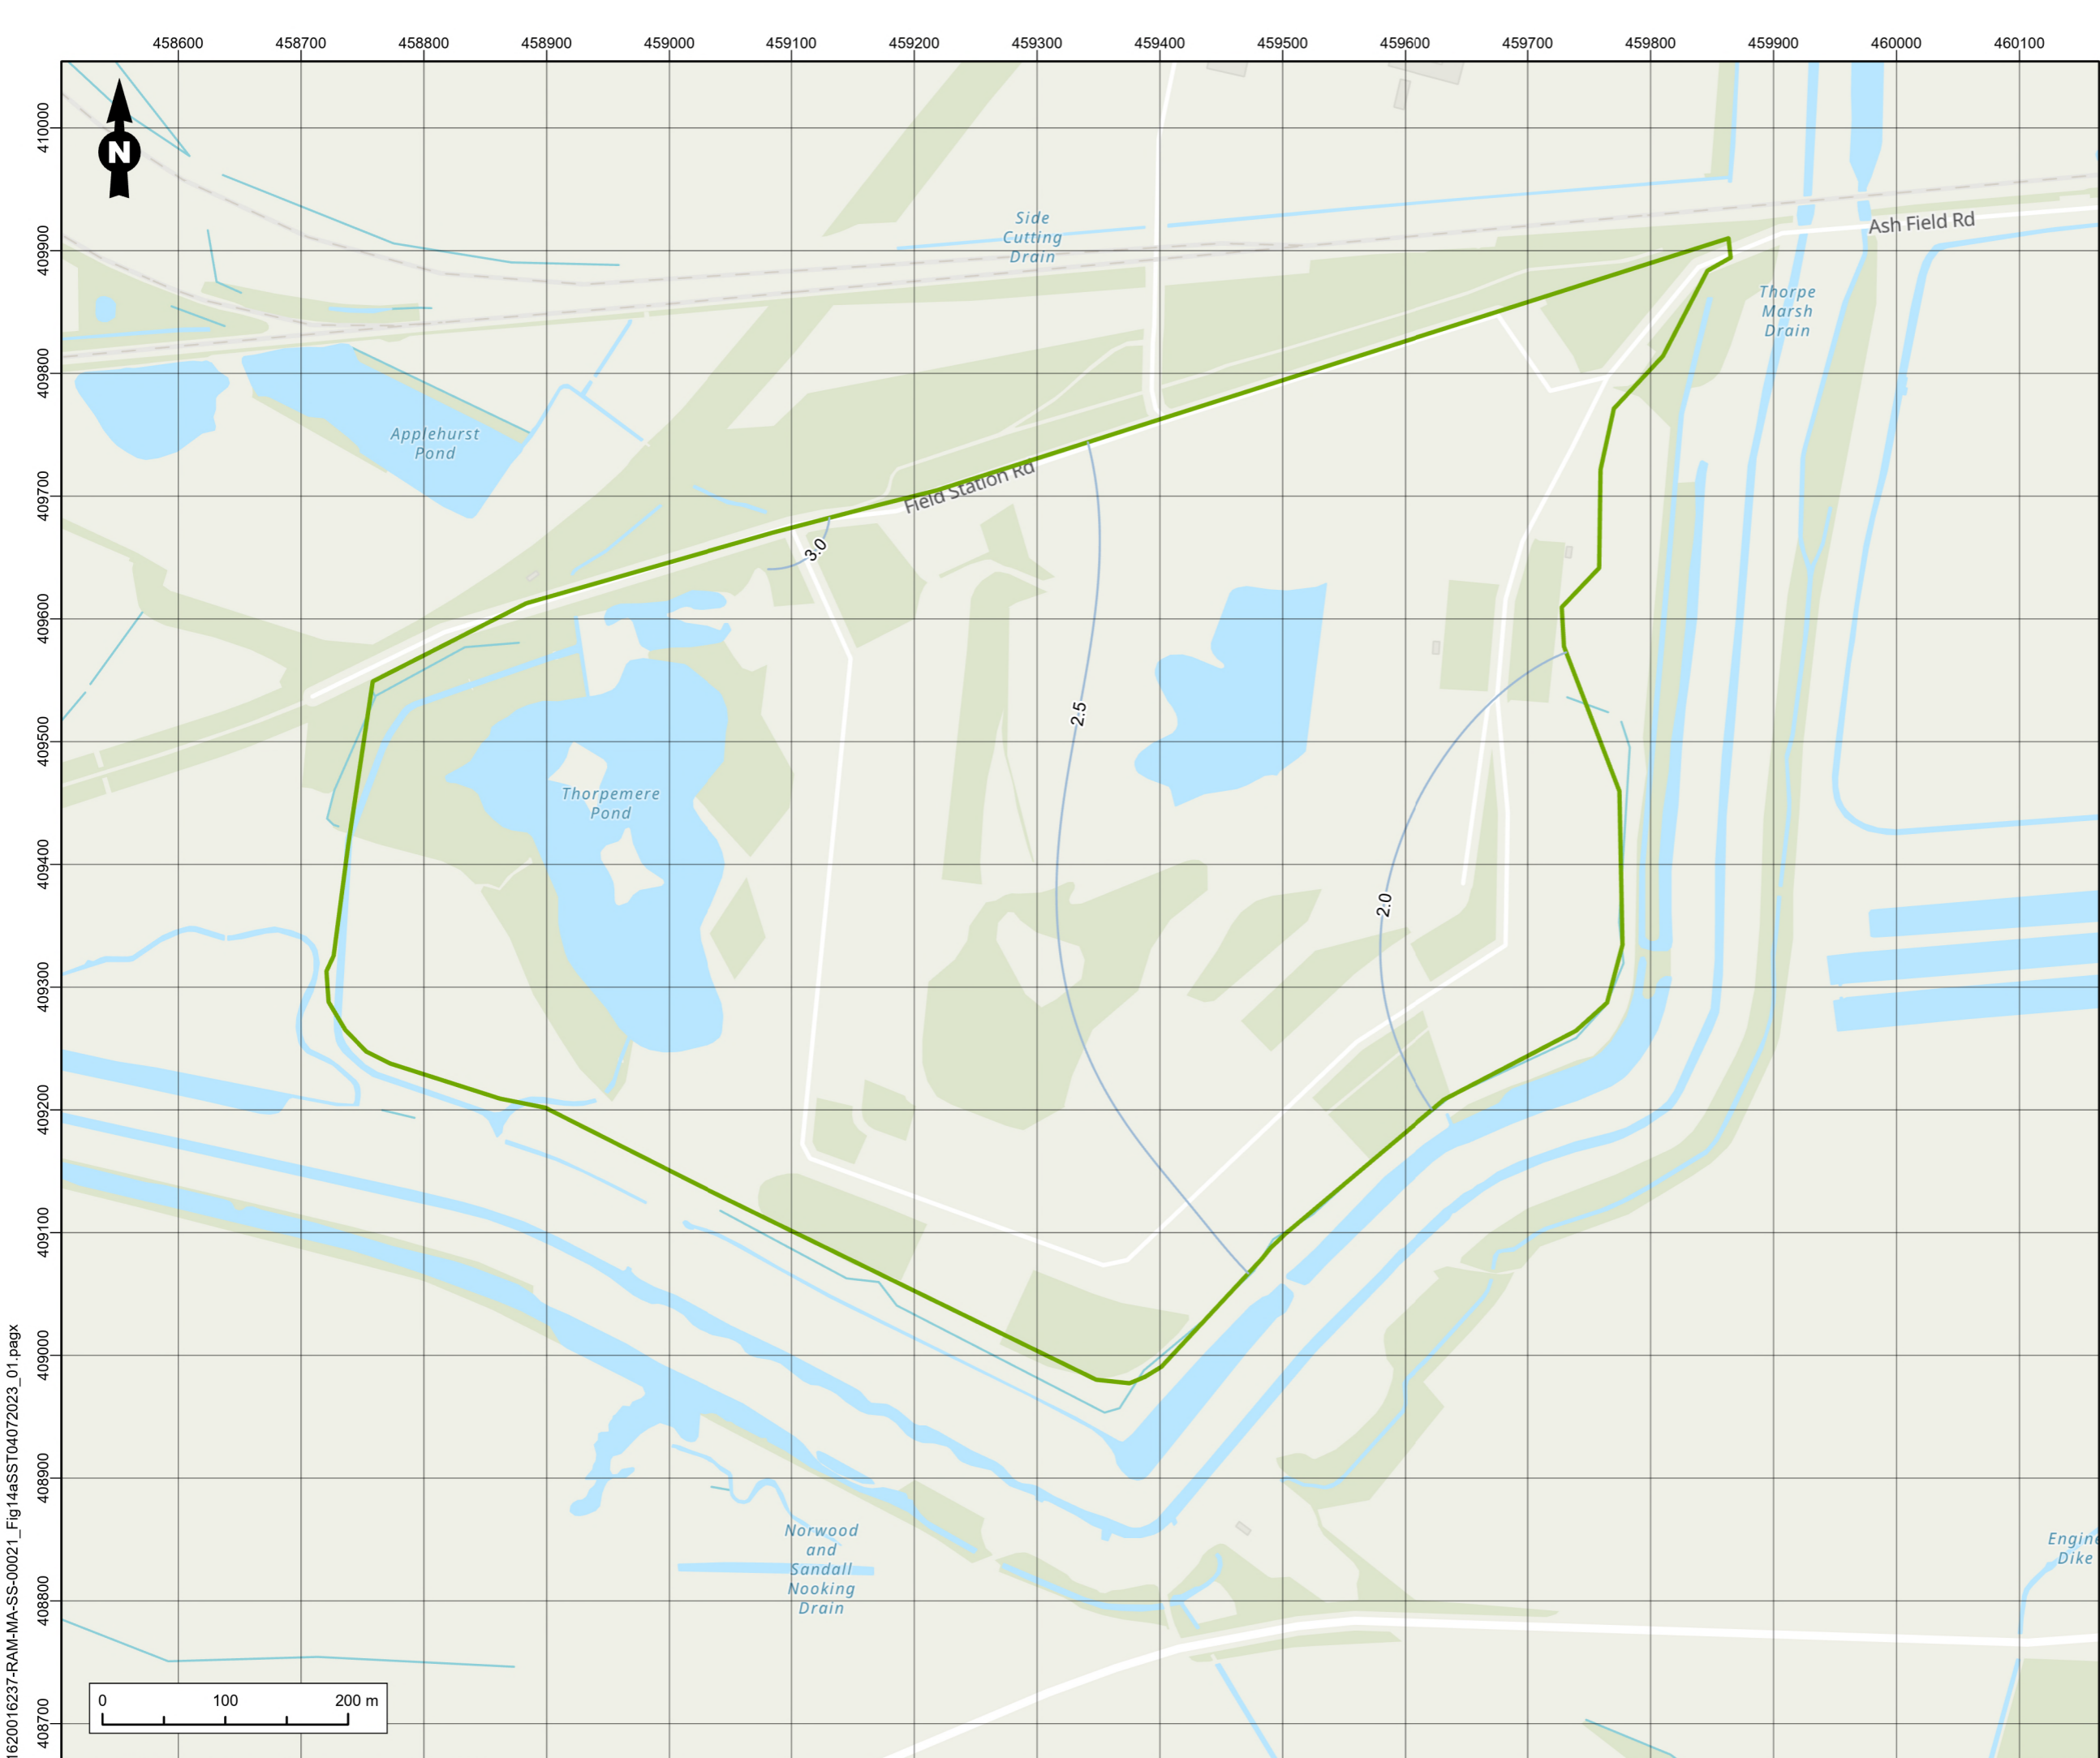 458600 458700 458800 458900 459000 459100 459200 459300 459400 459500 459600 459700 459800 459900 460000 460100
410000
409900
409800
409700
409600
409500
409400
409300
409200
409100
409000
408900
408800
408700
N
Side
Cutting
Drain
Ash Field Rd
Thorpe
Marsh
Drain
Applehurst
Pond
Field Station Rd
3.0
2.5
Thorpemere
Pond
2.0
Norwood
and
Sandall
Nooking
Drain
Engine
Dike
0 100 200 m
1620016237-RAM-MA-SS-00021_Fig14aSST04072023_01.pagx